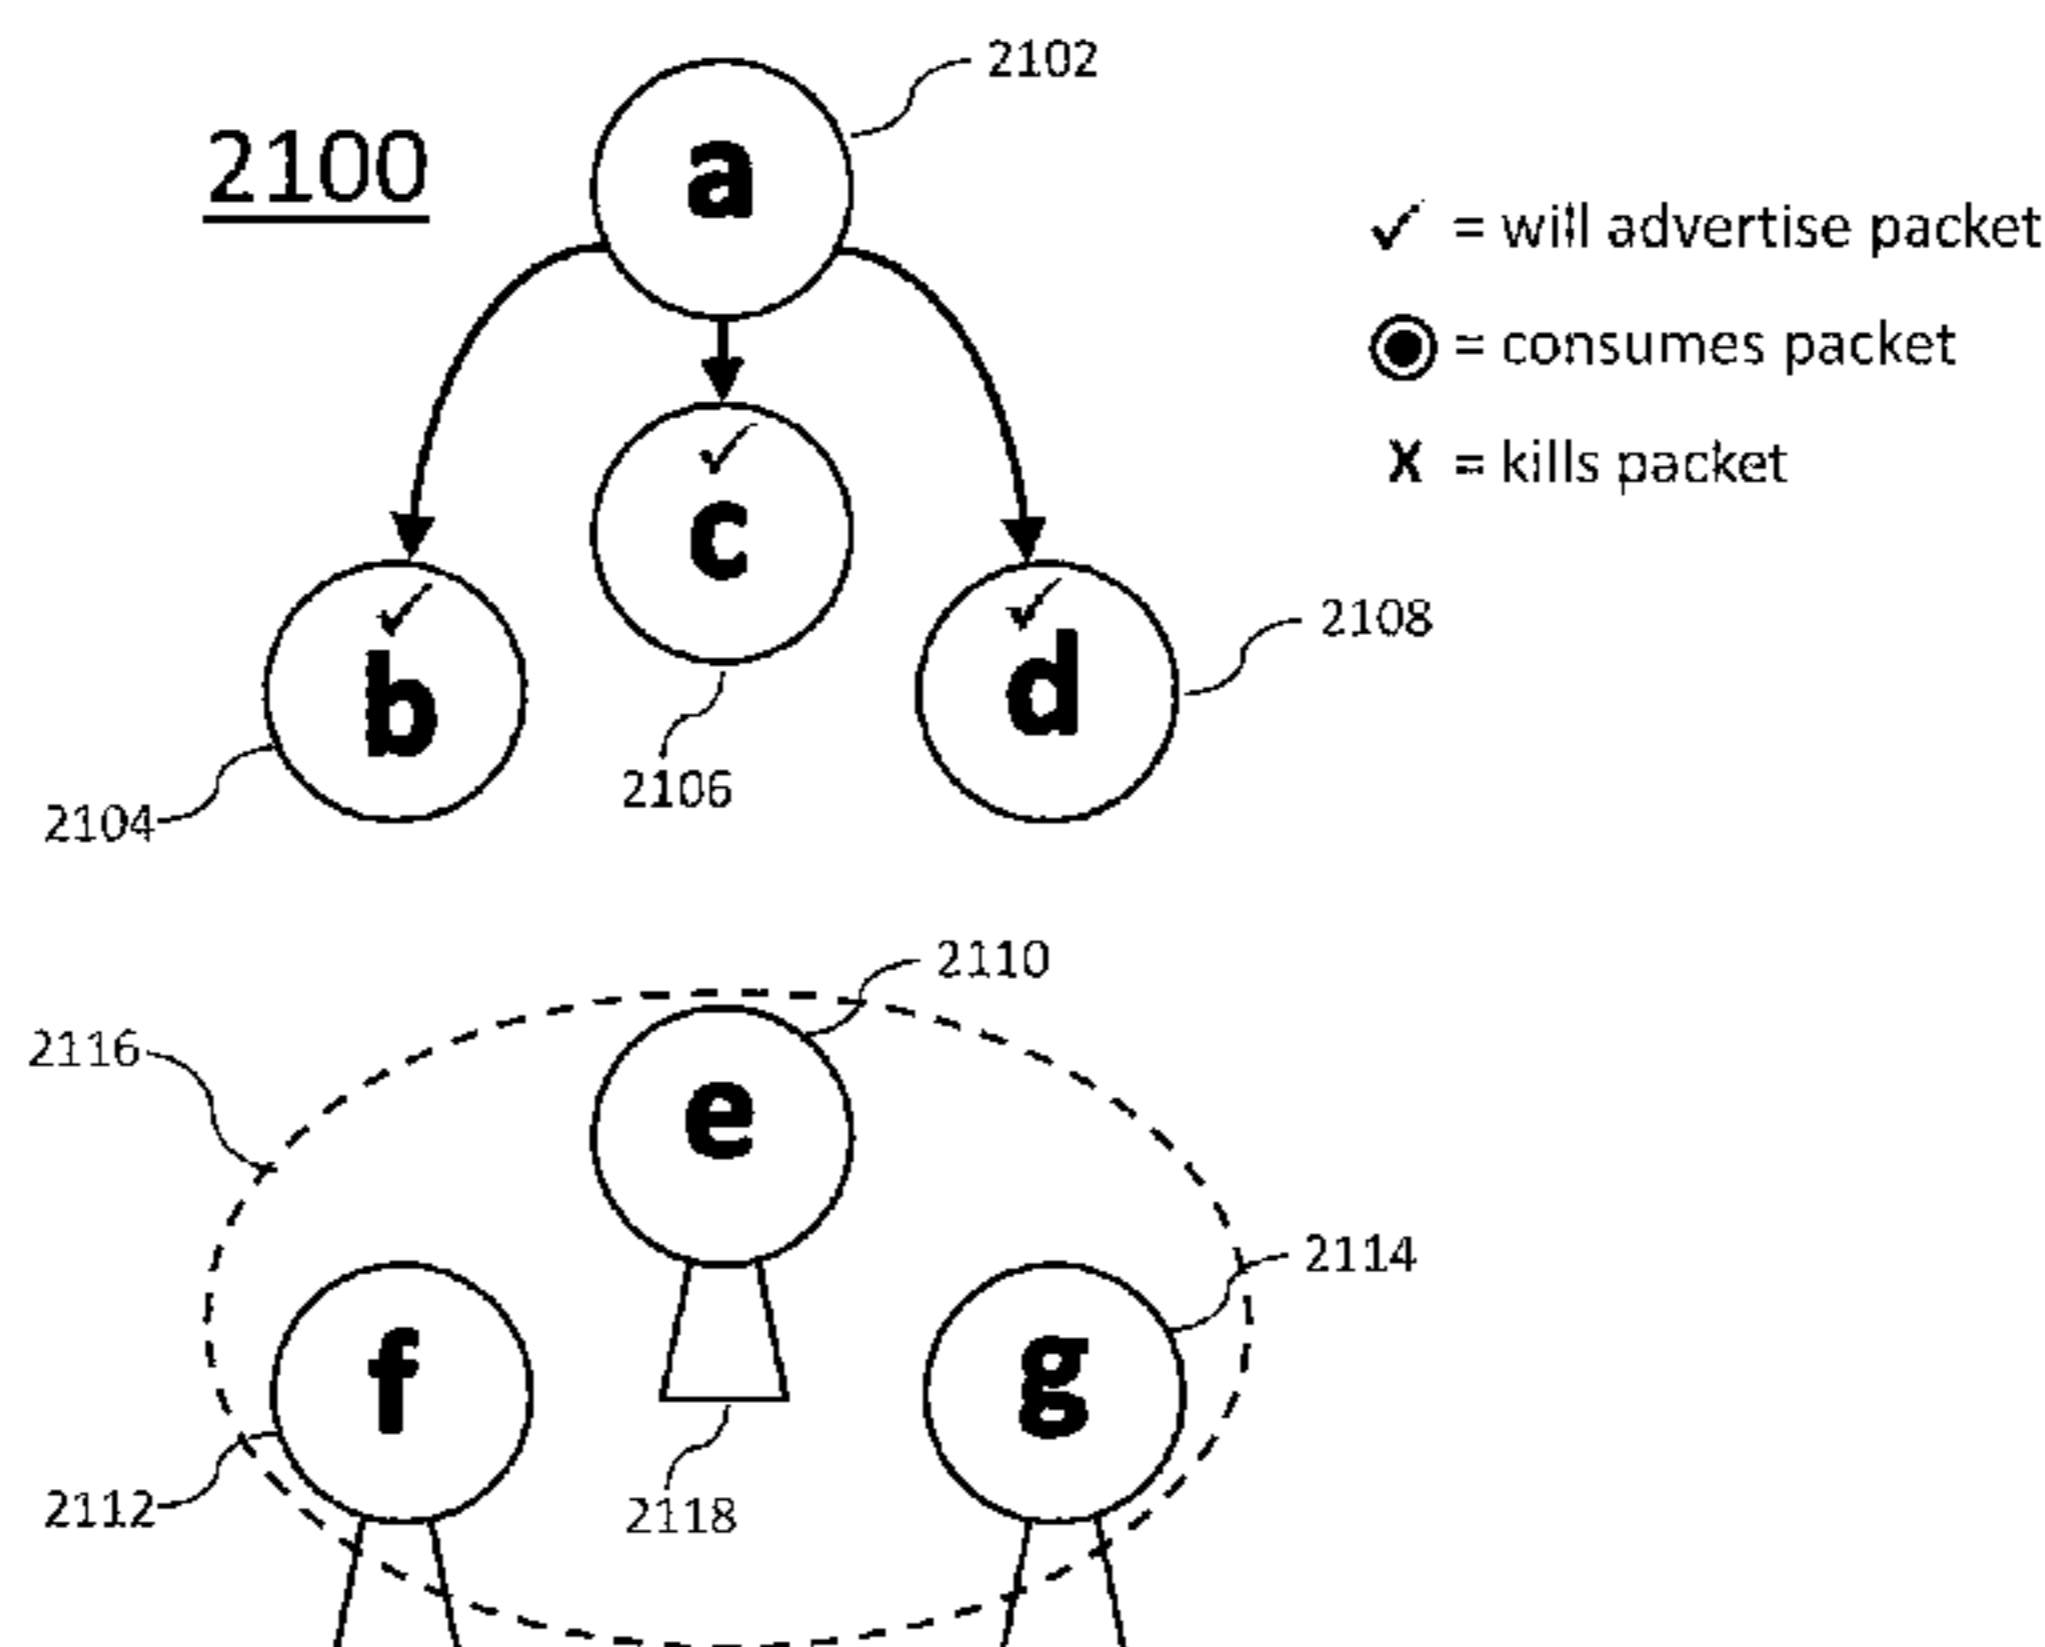 2102
2100
a
✓ = will advertise packet
= consumes packet
X = kills packet
✓
c
✓
b
✓
d
2108
2106
2104
2110
2116
e
2114
f
g
2112
2118